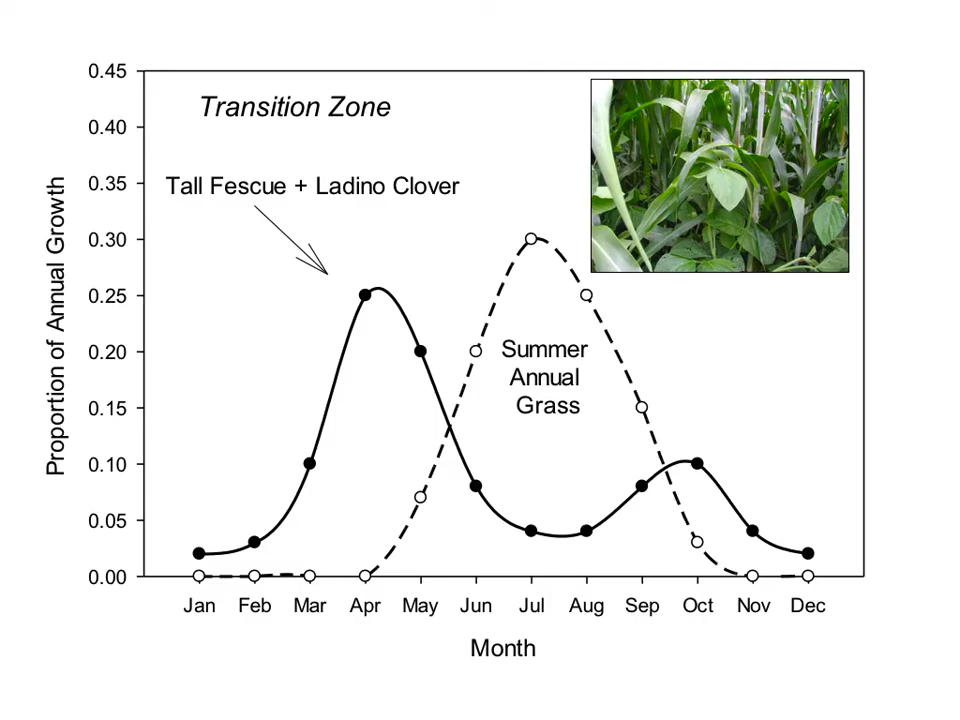 Transition Zone
Tall Fescue + Ladino Clover
Summer
Annual
Grass
Proportion of Annual Growth
0.45
0.40
0.35
0.30
0.25
0.20
0.15
0.10
0.05
0.00
Jan Feb Mar Apr May Jun Jul Aug Sep Oct Nov Dec
Month